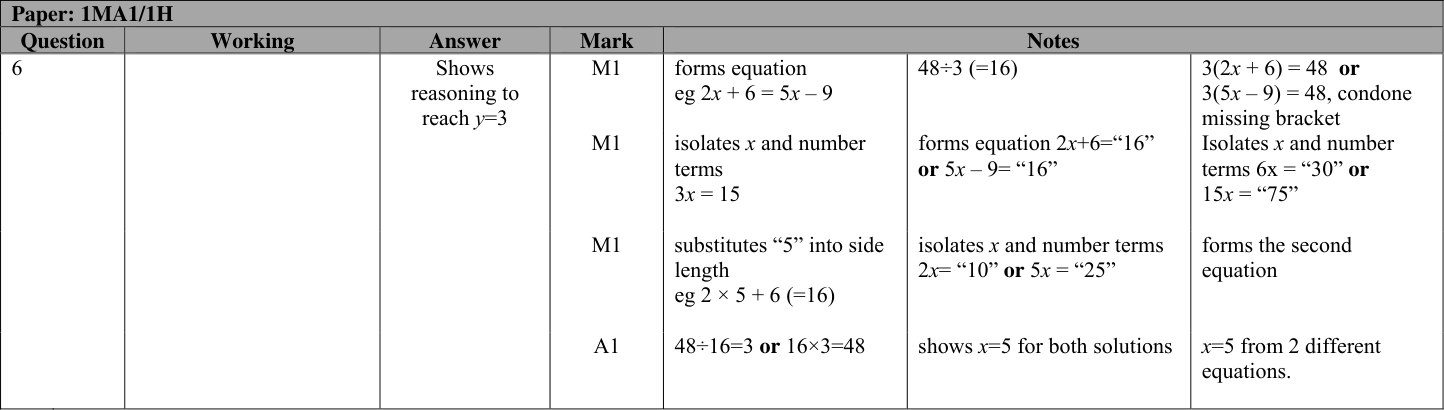 Paper: 1MA1/1H
Question Working Answer Mark Notes
6
Shows
reasoning to
reach y=3
M1
forms equation
eg 2x + 6 = 5x – 9
48÷3 (=16)
3(2x + 6) = 48 or
3(5x – 9) = 48, condone
missing bracket
M1
isolates x and number
terms
3x = 15
forms equation 2x+6=“16”
or 5x – 9= “16”
Isolates x and number
terms 6x = “30” or
15x = “75”
M1
substitutes “5” into side
length
eg 2 × 5 + 6 (=16)
isolates x and number terms
2x= “10” or 5x = “25”
forms the second
equation
A1
48÷16=3 or 16×3=48
shows x=5 for both solutions
x=5 from 2 different
equations.